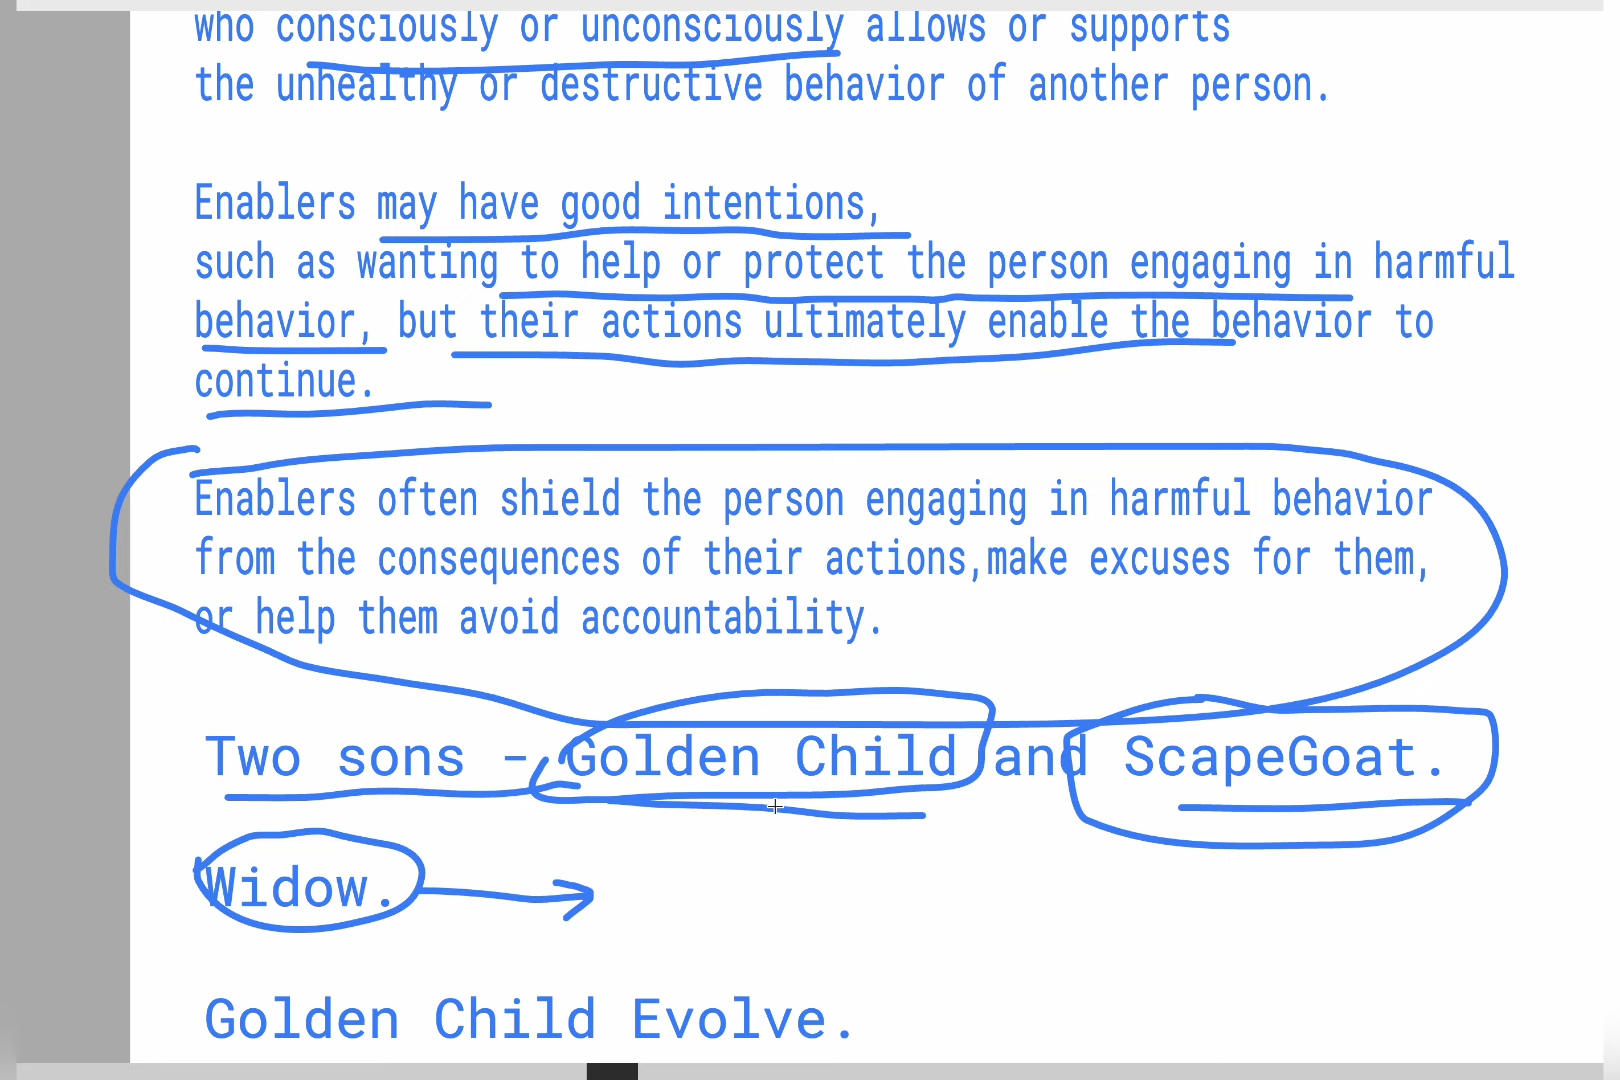 who consciously or unconsciously allows or supports
the unhealthy or destructive behavior of another person.
Enablers may have good intentions,
such as wanting to help or protect the person engaging in harmful
behavior, but their actions ultimately enable the behavior to
continue.
Enablers often shield the person engaging in harmful behavior
from the consequences of their actions,make excuses for them,
or help them avoid accountability.
Two sons - Golden Child and ScapeGoat.
Widow.
Golden Child Evolve.